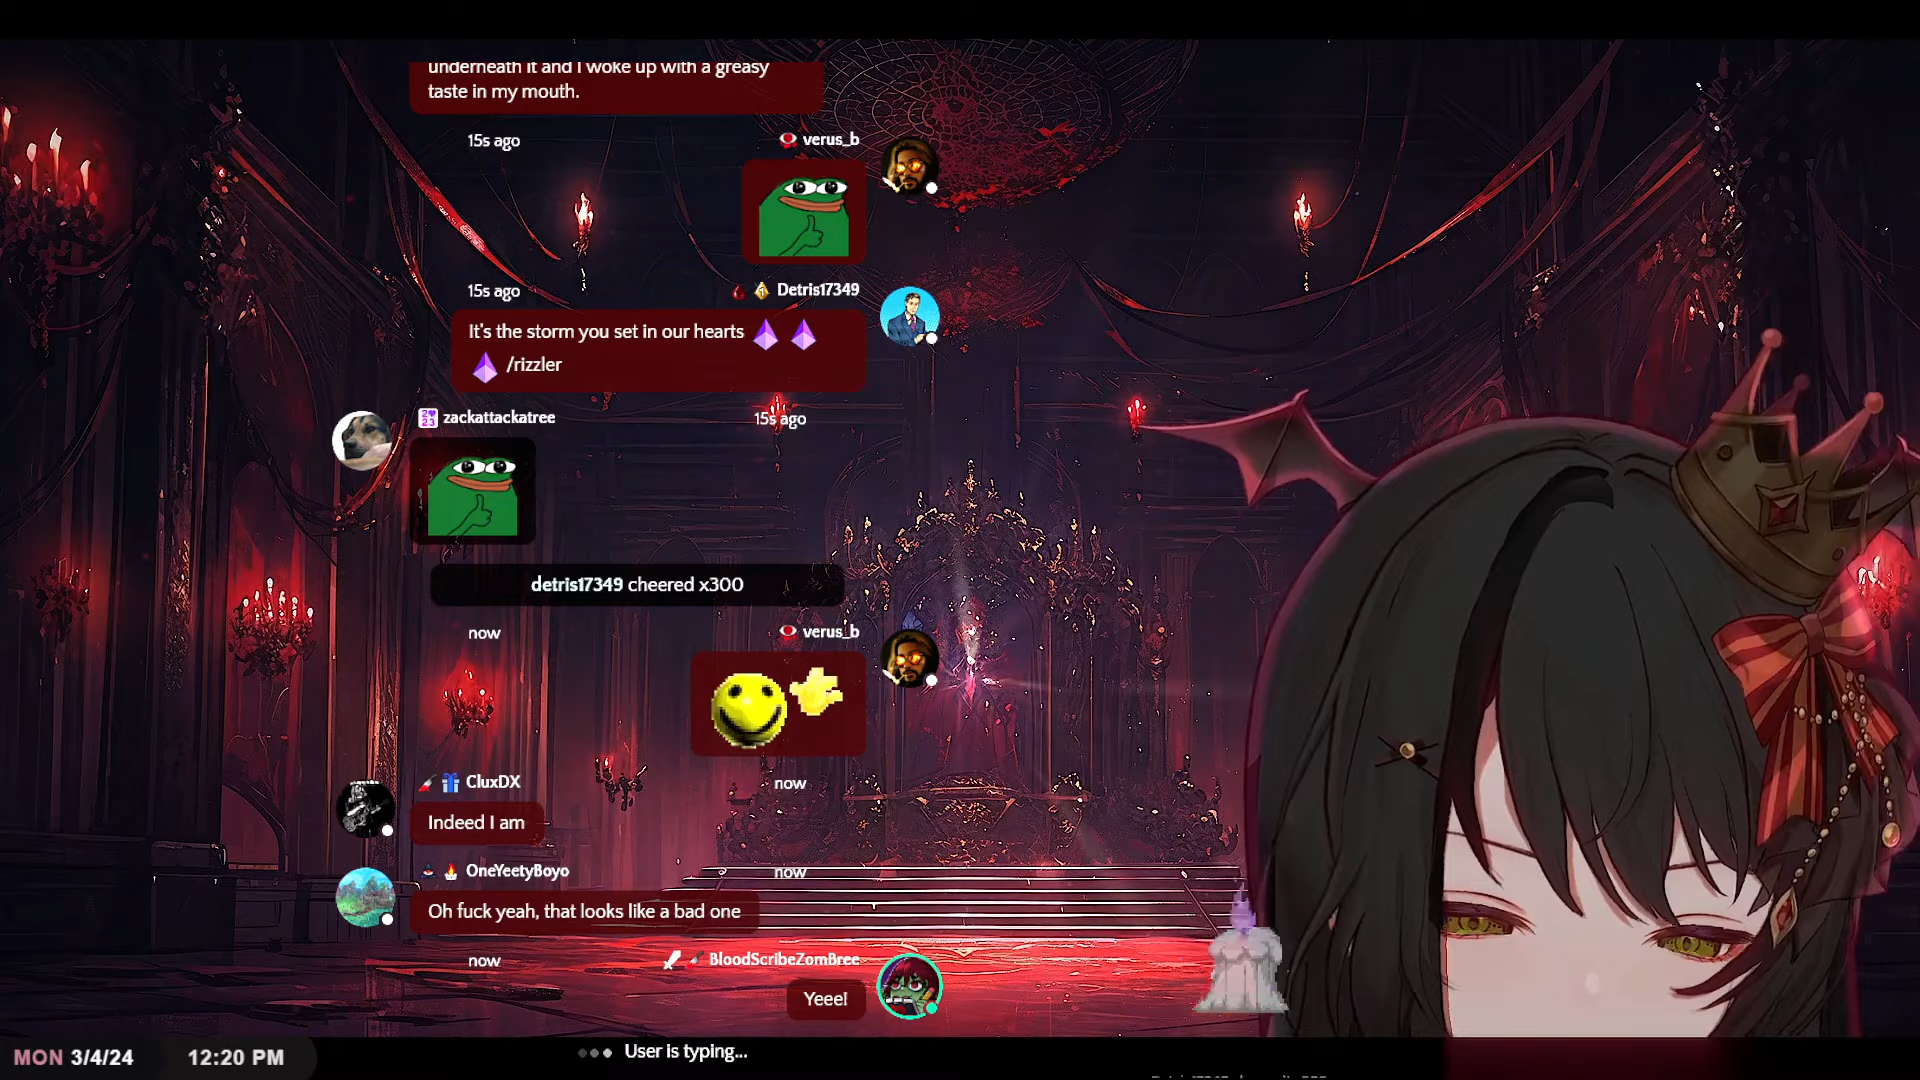 underneath it and I woke up with a greasy
taste in my mouth.
15s ago
verus_b
15s ago
Detris17349
It's the storm you set in our hearts
/rizzler
zackattackatree
15s ago
detris17349 cheered x300
now
verus_b
now
CluxDX
Indeed I am
OneYeetyBoyo
now
Oh fuck yeah, that looks like a bad one
now
BloodScribeZomBree
Yeee!
User is typing...
MON 3/4/24
12:20 PM